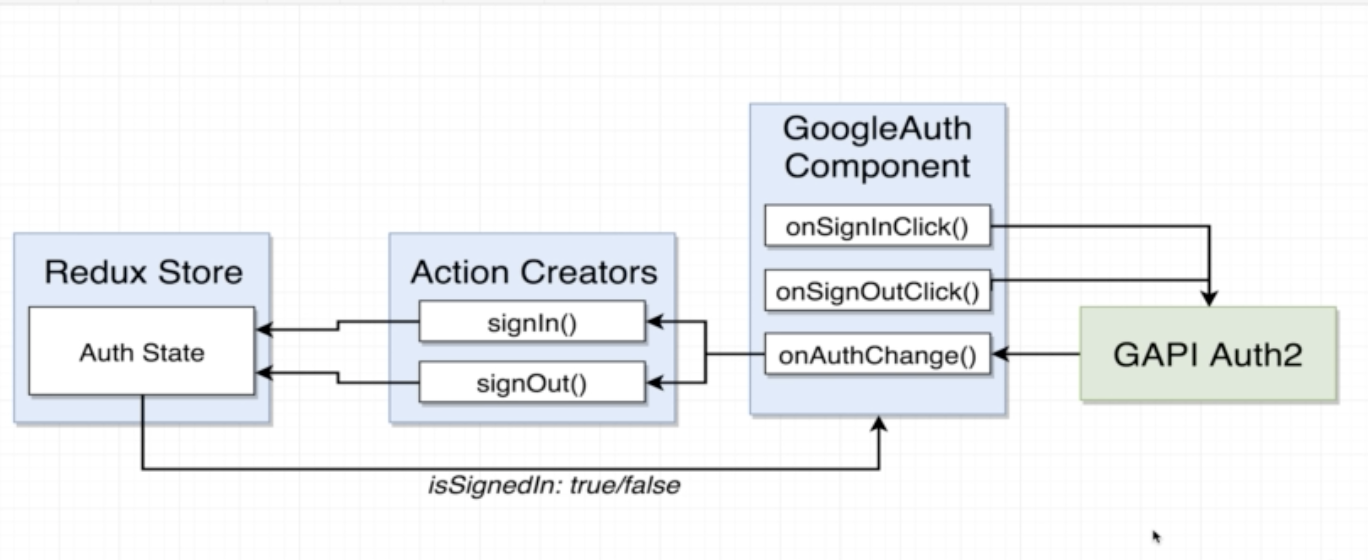 GoogleAuth
Component
onSignInClick()
onSignOutClick()
onAuthChange()
Redux Store
Auth State
Action Creators
signIn()
signOut()
GAPI Auth2
isSignedIn: true/false